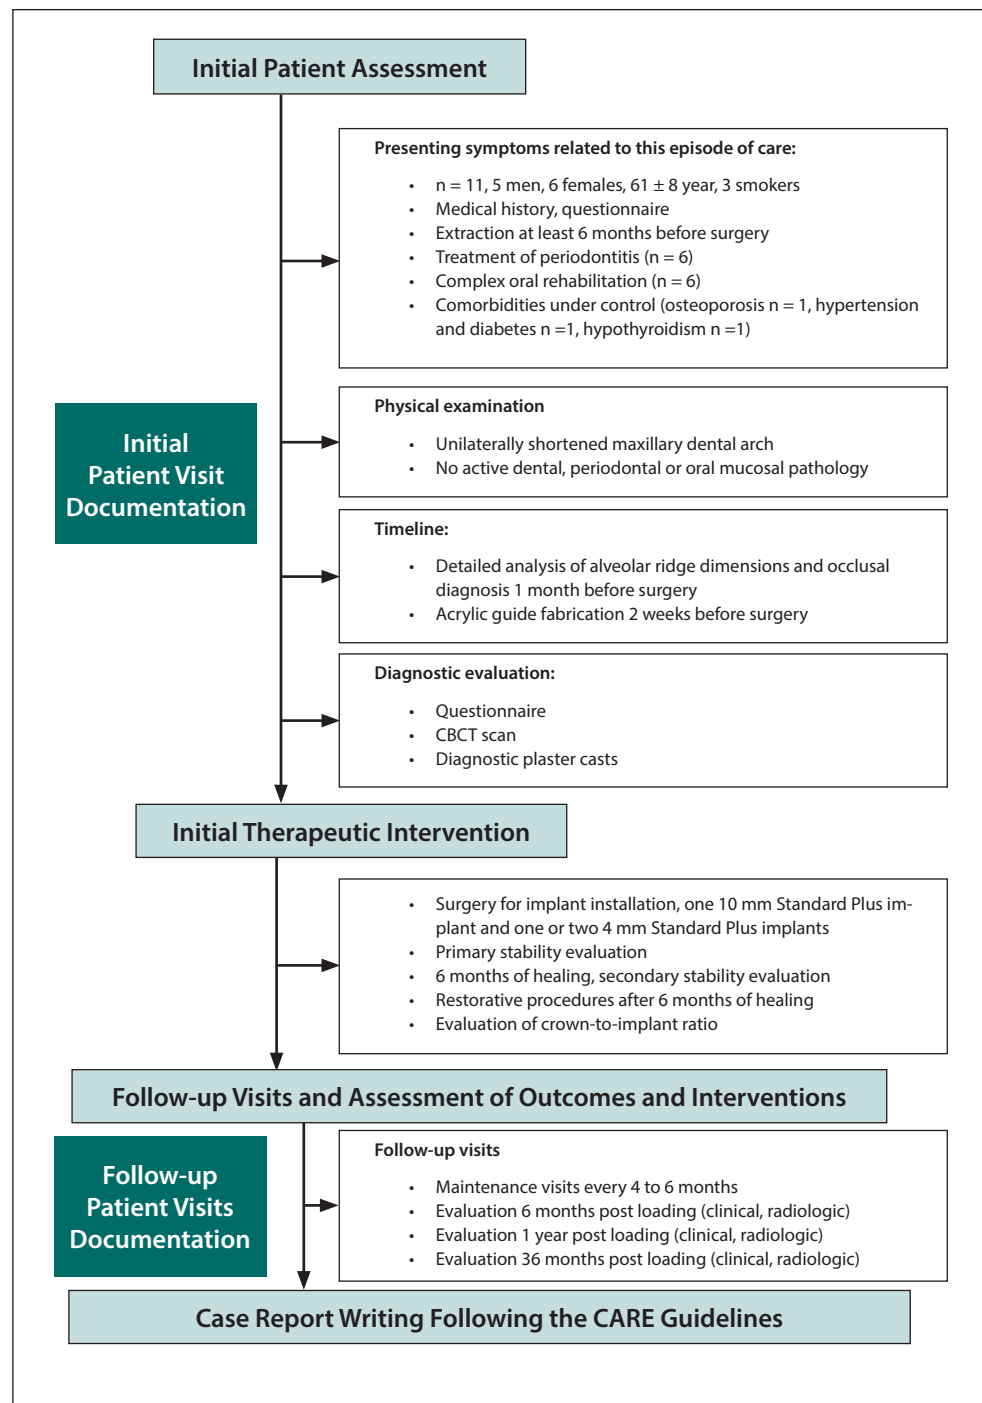 Initial Patient Assessment
Presenting symptoms related to this episode of care:
• n = 11, 5 men, 6 females, 61 ± 8 year, 3 smokers
• Medical history, questionnaire
• Extraction at least 6 months before surgery
• Treatment of periodontitis (n = 6)
• Complex oral rehabilitation (n = 6)
• Comorbidities under control (osteoporosis n = 1, hypertension
and diabetes n =1, hypothyroidism n =1)
Initial
Patient Visit
Documentation
Physical examination
• Unilaterally shortened maxillary dental arch
• No active dental, periodontal or oral mucosal pathology
Timeline:
• Detailed analysis of alveolar ridge dimensions and occlusal
diagnosis 1 month before surgery
• Acrylic guide fabrication 2 weeks before surgery
Diagnostic evaluation:
• Questionnaire
• CBCT scan
• Diagnostic plaster casts
Initial Therapeutic Intervention
• Surgery for implant installation, one 10 mm Standard Plus im-
plant and one or two 4 mm Standard Plus implants
• Primary stability evaluation
• 6 months of healing, secondary stability evaluation
• Restorative procedures after 6 months of healing
• Evaluation of crown-to-implant ratio
Follow-up Visits and Assessment of Outcomes and Interventions
Follow-up
Patient Visits
Documentation
Follow-up visits
• Maintenance visits every 4 to 6 months
• Evaluation 6 months post loading (clinical, radiologic)
• Evaluation 1 year post loading (clinical, radiologic)
• Evaluation 36 months post loading (clinical, radiologic)
Case Report Writing Following the CARE Guidelines